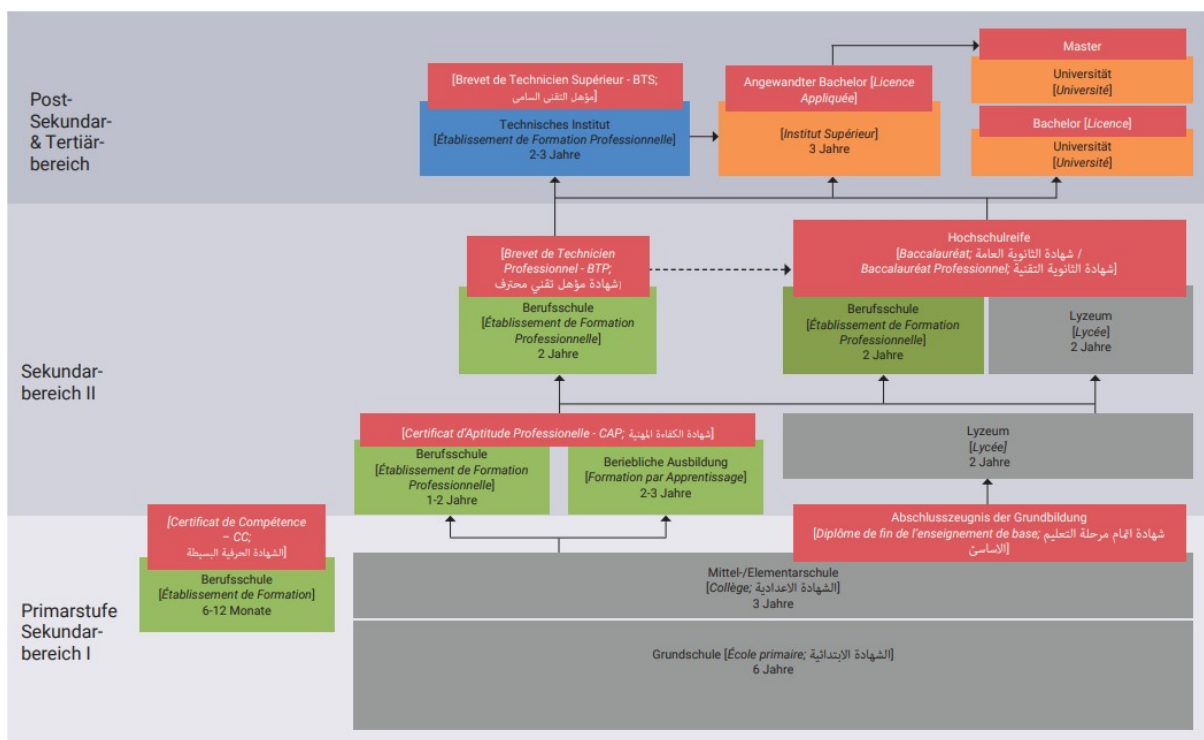 Post-
Sekundar-
& Tertiär-
bereich
[Brevet de Technicien Supérieur - BTS;
مؤهل التقني السامي]
Technisches Institut
[Établissement de Formation Professionelle]
2-3 Jahre
Angewandter Bachelor [Licence
Appliquée]
[Institut Supérieur]
3 Jahre
Master
Universität
[Université]
Bachelor [Licence]
Universität
[Université]
Sekundar-
bereich II
[Brevet de Technicien
Professionnel - BTP;
شهادة مؤهل تقني محترف]
Berufsschule
[Établissement de Formation
Professionelle]
2 Jahre
Hochschulreife
[Baccalauréat; شهادة الثانوية العامة /
Baccalauréat Professionnel; شهادة الثانوية التقنية]
Berufsschule
[Établissement de Formation
Professionelle]
2 Jahre
Lyzeum
[Lycée]
2 Jahre
[Certificat d'Aptitude Professionelle - CAP; شهادة الكفاءة المهنية]
Berufsschule
[Établissement de Formation
Professionelle]
1-2 Jahre
Beriebliche Ausbildung
[Formation par Apprentissage]
2-3 Jahre
Lyzeum
[Lycée]
2 Jahre
Primarstufe
Sekundar-
bereich I
[Certificat de Compétence
– CC;
الشهادة الحرفية البسيطة]
Berufsschule
[Établissement de Formation]
6-12 Monate
Abschlusszeugnis der Grundbildung
[Diplôme de fin de l'enseignement de base; شهادة اتمام مرحلة التعليم
الاساسئ]
Mittel-/Elementarschule
[Collège; الشهادة الاعدادية]
3 Jahre
Grundschule [École primaire; الشهادة الابتدائية]
6 Jahre